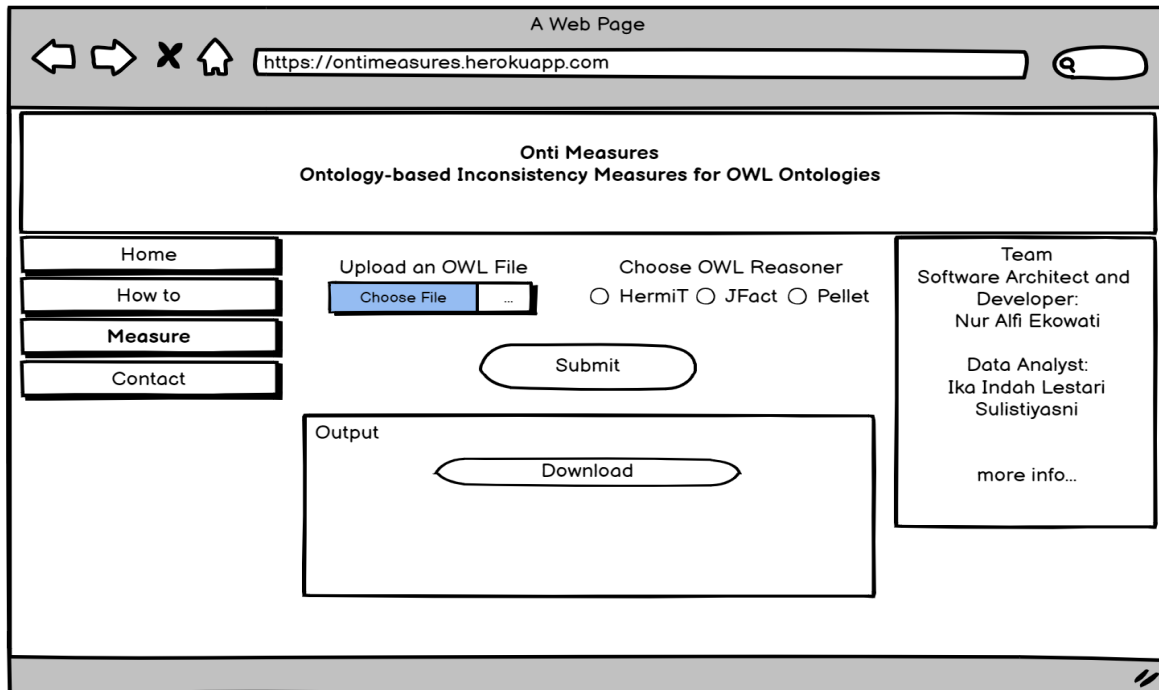 A Web Page
https://ontimeasures.herokuapp.com
Onti Measures
Ontology-based Inconsistency Measures for OWL Ontologies
Home
How to
Measure
Contact
Upload an OWL File
Choose File
...
Choose OWL Reasoner
HermiT
JFact
Pellet
Submit
Output
Download
Team
Software Architect and
Developer:
Nur Alfi Ekowati
Data Analyst:
Ika Indah Lestari
Sulistiyasni
more info...